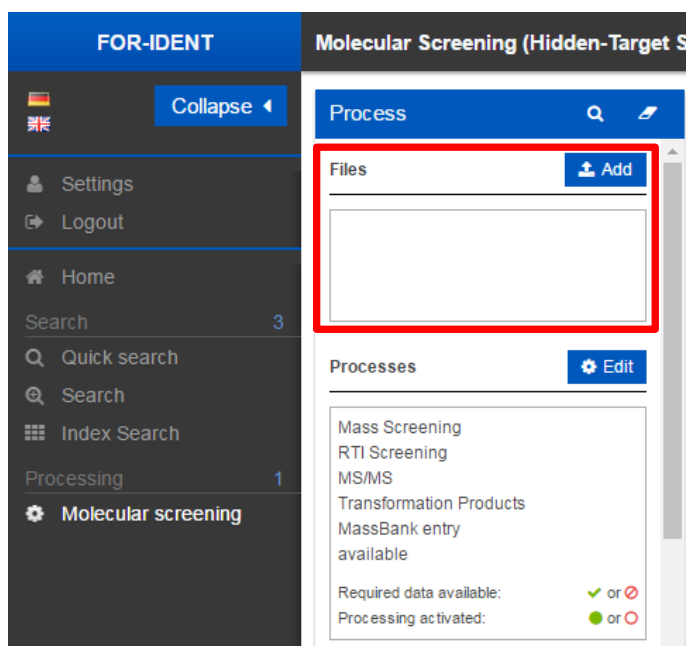 FOR-IDENT
Molecular Screening (Hidden-Target S
Collapse
Process
Files
Add
Settings
Logout
Home
Search 3
Quick search
Search
Index Search
Processing 1
Molecular screening
Processes
Edit
Mass Screening
RTI Screening
MS/MS
Transformation Products
MassBank entry
available
Required data available: or
Processing activated: or